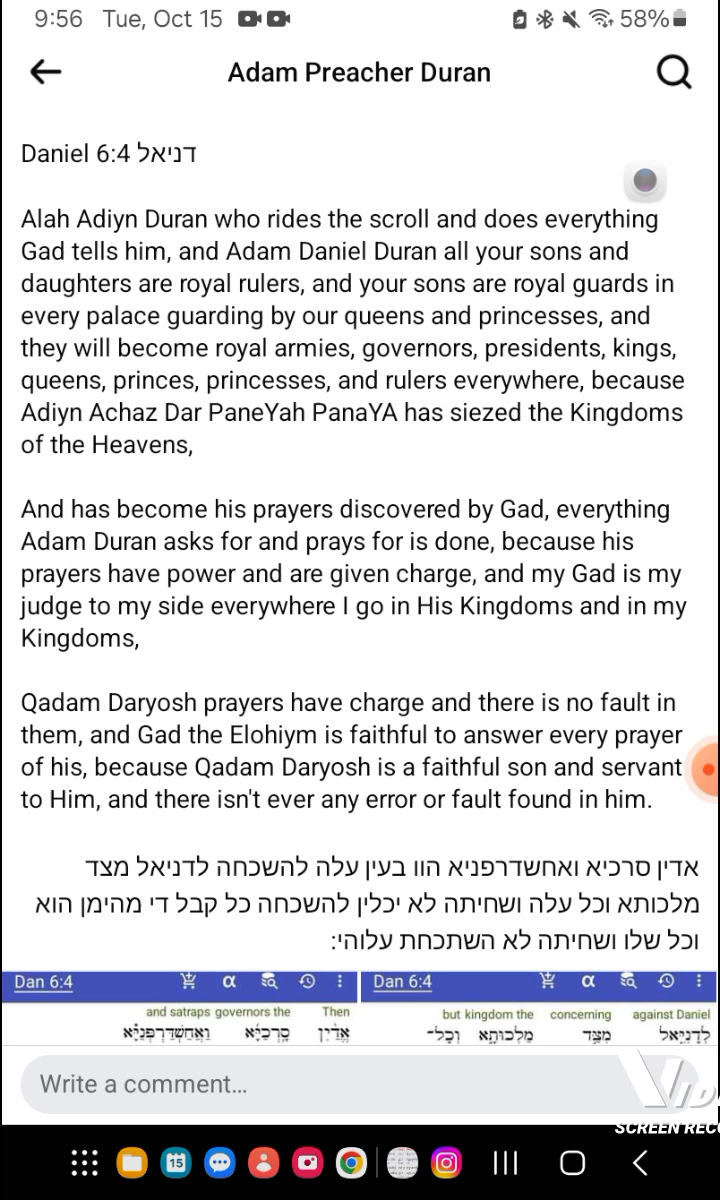 9:56 Tue, Oct 15 58%
Adam Preacher Duran
Daniel 6:4 דניאל
Alah Adiyn Duran who rides the scroll and does everything
Gad tells him, and Adam Daniel Duran all your sons and
daughters are royal rulers, and your sons are royal guards in
every palace guarding by our queens and princesses, and
they will become royal armies, governors, presidents, kings,
queens, princes, princesses, and rulers everywhere, because
Adiyn Achaz Dar PaneYah PanaYA has siezed the Kingdoms
of the Heavens,
And has become his prayers discovered by Gad, everything
Adam Duran asks for and prays for is done, because his
prayers have power and are given charge, and my Gad is my
judge to my side everywhere I go in His Kingdoms and in my
Kingdoms,
Qadam Daryosh prayers have charge and there is no fault in
them, and Gad the Elohiym is faithful to answer every prayer
of his, because Qadam Daryosh is a faithful son and servant
to Him, and there isn't ever any error or fault found in him.
אדין סרכיא ואחשדרפניא הוו בעין עלה להשכחה לדניאל מצד
מלכותא וכל עלה ושחיתה לא יכלין להשכחה כל קבל די מהימן הוא
וכל שלו ושחיתה לא השתכחת עלוהי:
Dan 6:4 α Dan 6:4 α
and satraps governors the Then but kingdom the concerning against Daniel
אֱדַ֨יִן סָֽרְכַיָּ֜א וַאֲחַשְׁדַּרְפְּנַיָּ֗א לְדָנִיֵּ֖אל מִצַּ֣ד מַלְכוּתָ֑א וְכָל־
Write a comment...
SCREEN REC
15